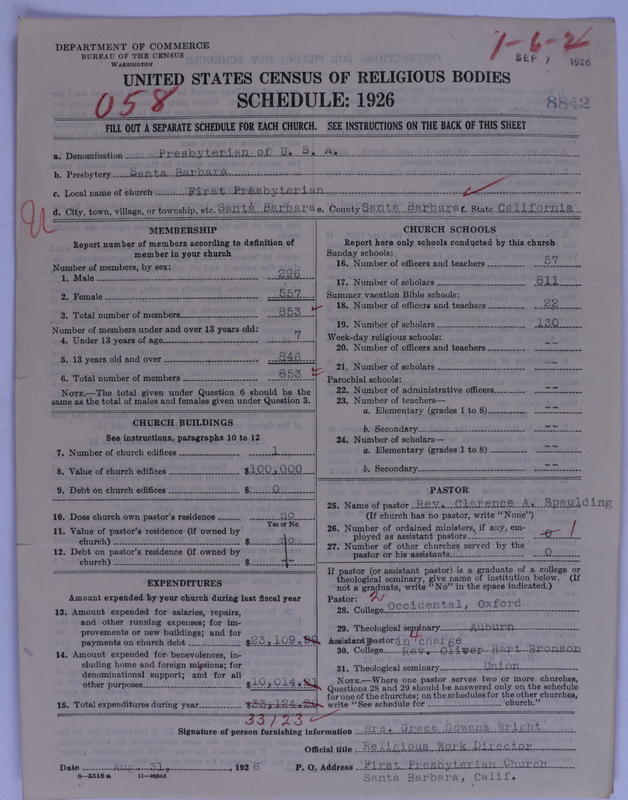 DEPARTMENT OF COMMERCE
BUREAU OF THE CENSUS
WASHINGTON
1-6-26
SEP 7 1926
UNITED STATES CENSUS OF RELIGIOUS BODIES
058
SCHEDULE: 1926
8842
FILL OUT A SEPARATE SCHEDULE FOR EACH CHURCH. SEE INSTRUCTIONS ON THE BACK OF THIS SHEET
a. Denomination Presbyterian of U. S. A.
b. Presbytery Santa Barbara
c. Local name of church First Presbyterian
d. City, town, village, or township, etc. Santa Barbara e. County Santa Barbara f. State California
MEMBERSHIP
Report number of members according to definition of member in your church
Number of members, by sex:
1. Male 296
2. Female 557
3. Total number of members 853
Number of members under and over 13 years old:
4. Under 13 years of age 7
5. 13 years old and over 846
6. Total number of members 853
NOTE.—The total given under Question 6 should be the same as the total of males and females given under Question 3.
CHURCH BUILDINGS
See instructions, paragraphs 10 to 12
7. Number of church edifices 1
8. Value of church edifices $100,000
9. Debt on church edifices $ 0
10. Does church own pastor's residence no
Yes or No
11. Value of pastor's residence (if owned by church) $
12. Debt on pastor's residence (if owned by church) $
EXPENDITURES
Amount expended by your church during last fiscal year
13. Amount expended for salaries, repairs, and other running expenses; for improvements or new buildings; and for payments on church debt $23,109.
14. Amount expended for benevolences, including home and foreign missions; for denominational support; and for all other purposes $10,014.
15. Total expenditures during year $33,124.
33123
CHURCH SCHOOLS
Report here only schools conducted by this church
Sunday schools:
16. Number of officers and teachers 57
17. Number of scholars 811
Summer vacation Bible schools:
18. Number of officers and teachers 22
19. Number of scholars 130
Week-day religious schools:
20. Number of officers and teachers --
21. Number of scholars --
Parochial schools:
22. Number of administrative officers --
23. Number of teachers—
a. Elementary (grades 1 to 8) --
b. Secondary --
24. Number of scholars—
a. Elementary (grades 1 to 8) --
b. Secondary --
PASTOR
25. Name of pastor Rev. Clarence A. Spaulding
(If church has no pastor, write "None")
26. Number of ordained ministers, if any, employed as assistant pastors 0 1
27. Number of other churches served by the pastor or his assistants 0
If pastor (or assistant pastor) is a graduate of a college or theological seminary, give name of institution below. (If not a graduate, write "No" in the space indicated.)
Pastor: 2
28. College Occidental, Oxford
29. Theological seminary Auburn
Assistant pastor: in charge 4
30. College Rev. Oliver Hart Bronson
31. Theological seminary Union
NOTE.—Where one pastor serves two or more churches, Questions 28 and 29 should be answered only on the schedule for one of the churches; on the schedules for the other churches, write "See schedule for church."
Signature of person furnishing information Mrs. Grace Gowans Wright
Official title Religious Work Director
Date Aug. 31, 1926 P. O. Address First Presbyterian Church
8—5518 a 11—9554d Santa Barbara, Calif.